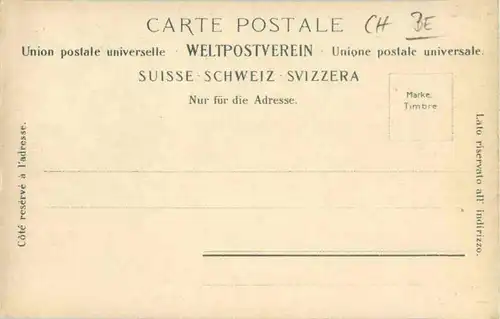 CARTE POSTALE CH BE
Union postale universelle · WELTPOSTVEREIN · Unione postale universale.
SUISSE · SCHWEIZ · SVIZZERA
Nur für die Adresse.
Marke.
Timbre
Côté resérvé à l'adresse.
Lato riservato all' indirizzo.